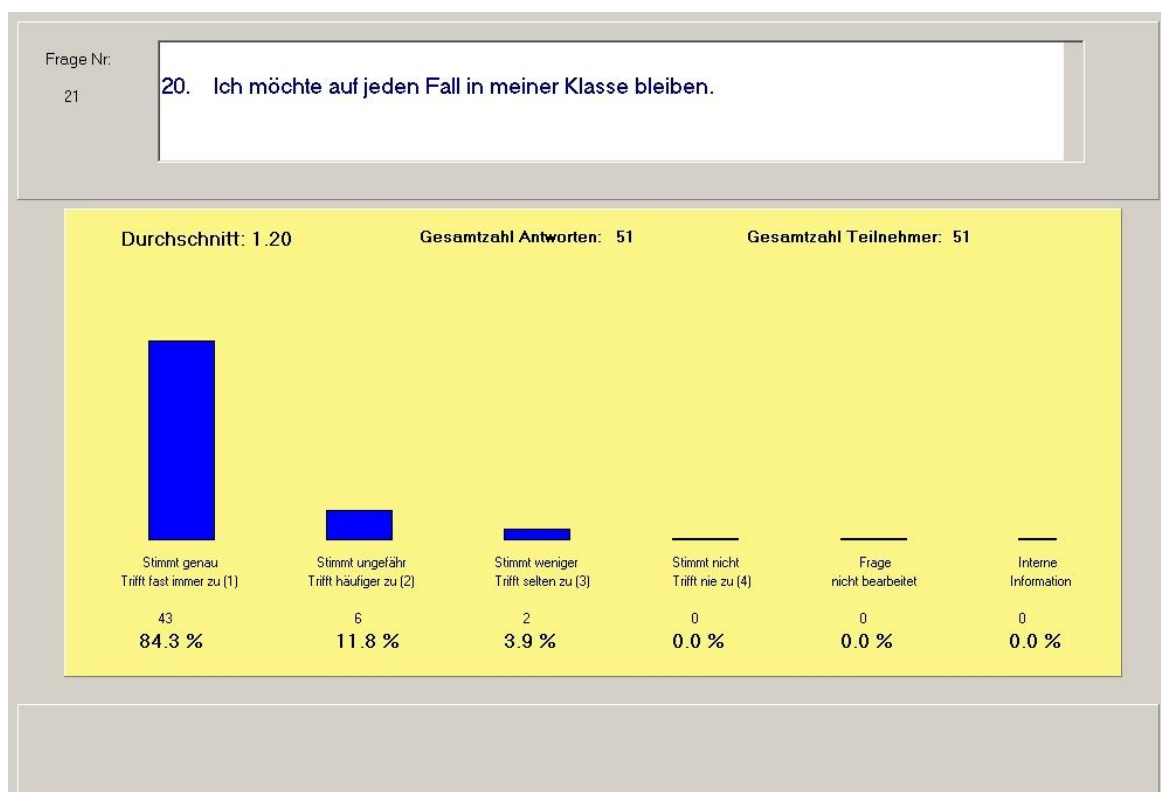 Frage Nr:
21
20. Ich möchte auf jeden Fall in meiner Klasse bleiben.
Durchschnitt: 1.20 Gesamtzahl Antworten: 51 Gesamtzahl Teilnehmer: 51
Stimmt genau Stimmt ungefähr Stimmt weniger Stimmt nicht Frage Interne
Trifft fast immer zu (1) Trifft häufiger zu (2) Trifft selten zu (3) Trifft nie zu (4) nicht bearbeitet Information
43 6 2 0 0 0
84.3 % 11.8 % 3.9 % 0.0 % 0.0 % 0.0 %